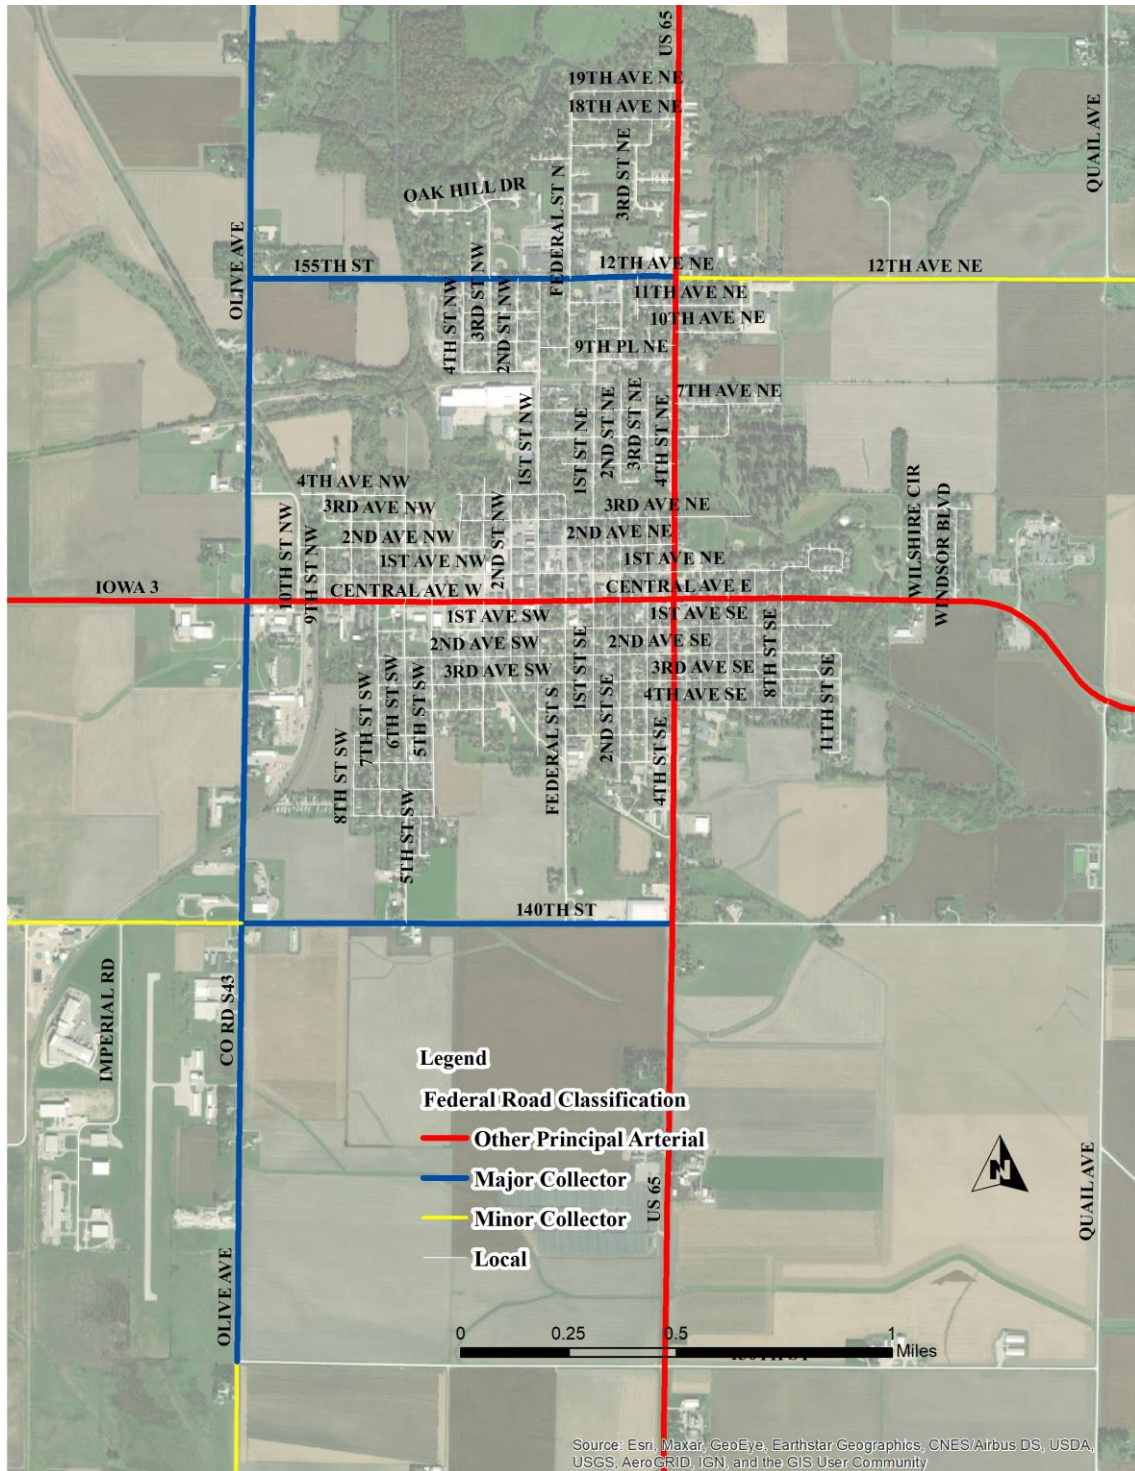 US 65
19TH AVE NE
18TH AVE NE
QUAIL AVE
3RD ST NE
OAK HILL DR
FEDERAL ST N
OLIVE AVE
155TH ST
12TH AVE NE
12TH AVE NE
3RD ST NW
4TH ST NW
2ND ST NW
11TH AVE NE
10TH AVE NE
9TH PL NE
7TH AVE NE
1ST ST NW
1ST ST NE
2ND ST NE
3RD ST NE
4TH ST NE
4TH AVE NW
3RD AVE NW
3RD AVE NE
2ND AVE NW
2ND ST NW
2ND AVE NE
10TH ST NW
9TH ST NW
1ST AVE NW
1ST AVE NE
WILSHIRE CIR
WINDSOR BLVD
IOWA 3
CENTRAL AVE W
CENTRAL AVE E
1ST AVE SW
1ST AVE SE
2ND AVE SW
1ST ST SE
2ND AVE SE
8TH ST SE
3RD AVE SW
3RD AVE SE
4TH AVE SE
8TH ST SW
7TH ST SW
6TH ST SW
5TH ST SW
FEDERAL ST S
2ND ST SE
4TH ST SE
11TH ST SE
5TH ST SW
140TH ST
IMPERIAL RD
CO RD S43
Legend
Federal Road Classification
Other Principal Arterial
Major Collector
Minor Collector
Local
US 65
N
QUAIL AVE
OLIVE AVE
0 0.25 0.5 1
Miles
Source: Esri, Maxar, GeoEye, Earthstar Geographics, CNES/Airbus DS, USDA,
USGS, AeroGRID, IGN, and the GIS User Community